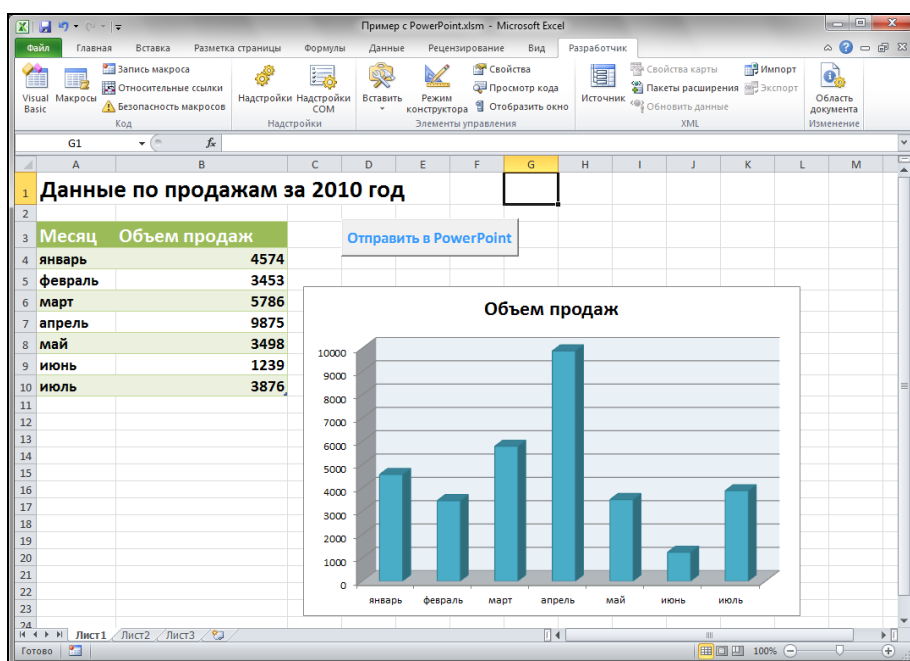 Пример с PowerPoint.xlsm - Microsoft Excel
Файл Главная Вставка Разметка страницы Формулы Данные Рецензирование Вид Разработчик
Visual Basic
Макросы
Запись макроса
Относительные ссылки
Безопасность макросов
Код
Надстройки
Надстройки COM
Надстройки
Вставить
Режим конструктора
Свойства
Просмотр кода
Отобразить окно
Элементы управления
Источник
Свойства карты
Пакеты расширения
Обновить данные
Импорт
Экспорт
XML
Область документа
Изменение
G1 fx
A B C D E F G H I J K L M
1 Данные по продажам за 2010 год
2
3 Месяц Объем продаж Отправить в PowerPoint
4 январь 4574
5 февраль 3453
6 март 5786
7 апрель 9875
8 май 3498
9 июнь 1239
10 июль 3876
11
12
13
14
15
16
17
18
19
20
21
22
23
24
Объем продаж
10000
9000
8000
7000
6000
5000
4000
3000
2000
1000
0
январь февраль март апрель май июнь июль
Лист1 Лист2 Лист3
Готово 100%